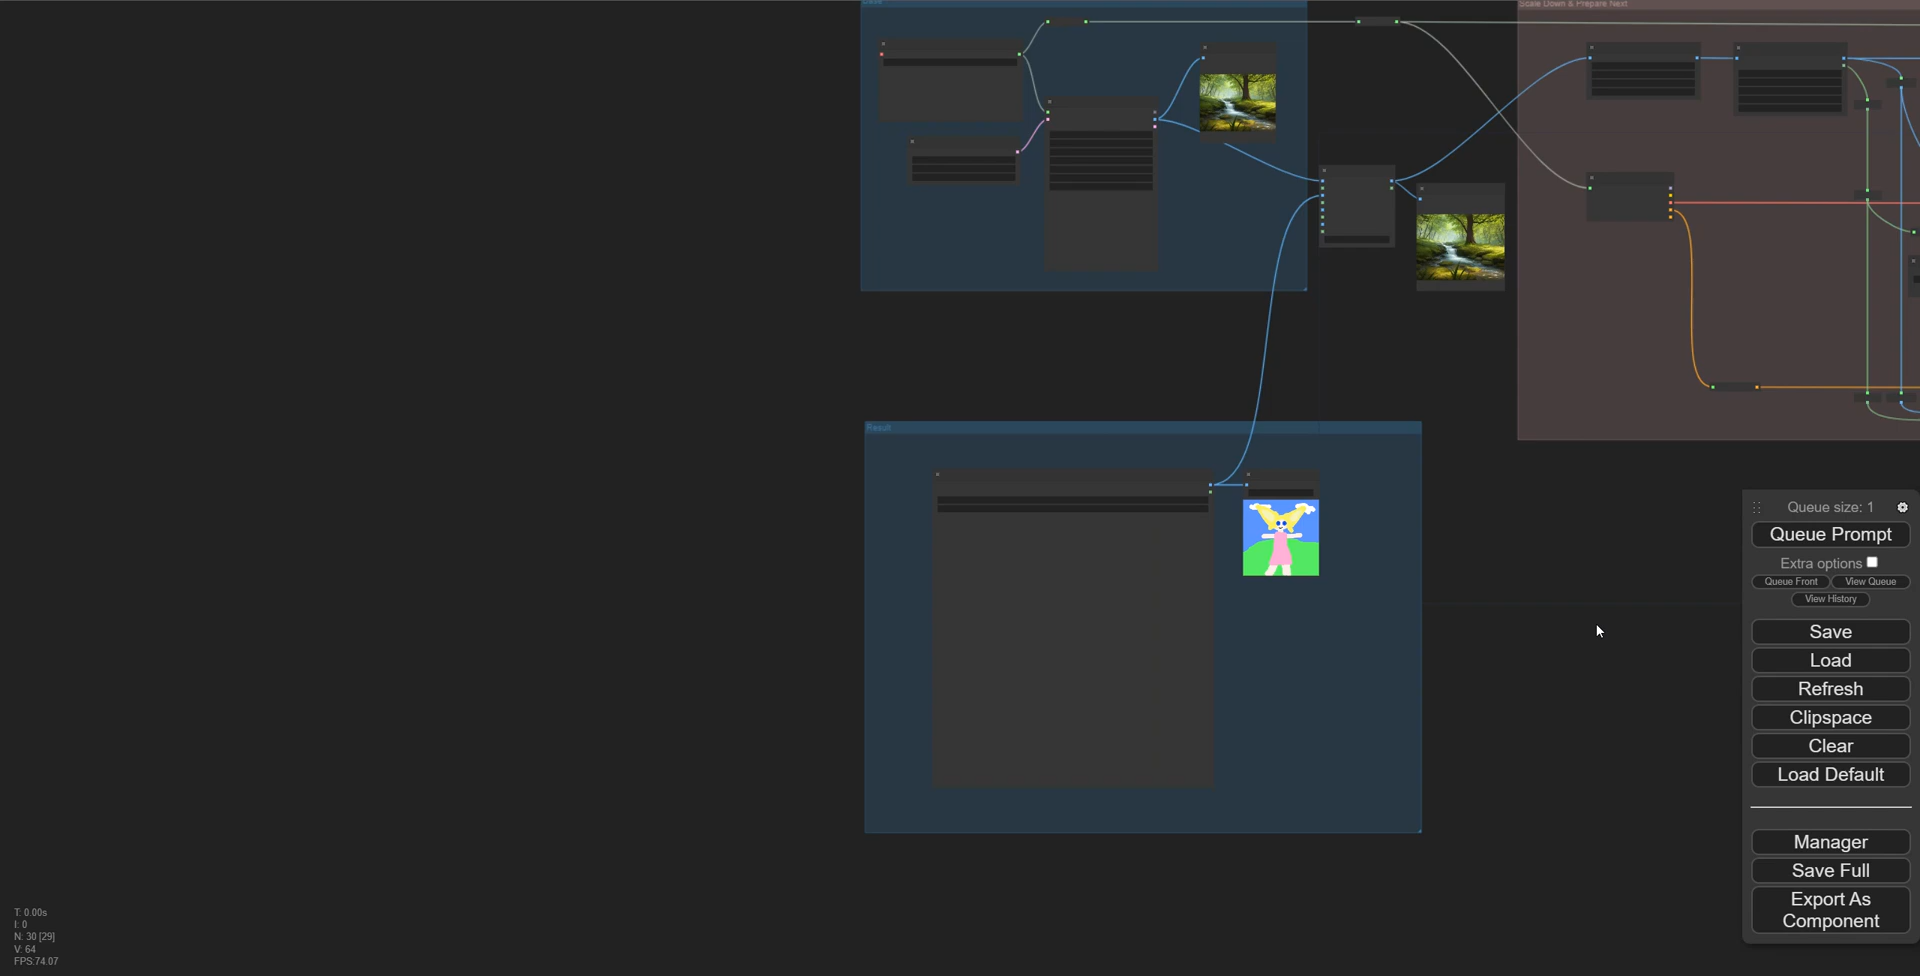 Scale Down & Prepare Next
Result
Queue size: 1
Queue Prompt
Extra options
Queue Front
View Queue
View History
Save
Load
Refresh
Clipspace
Clear
Load Default
Manager
Save Full
Export As
Component
T: 0.00s
I: 0
N: 30 [29]
V: 64
FPS:74.07